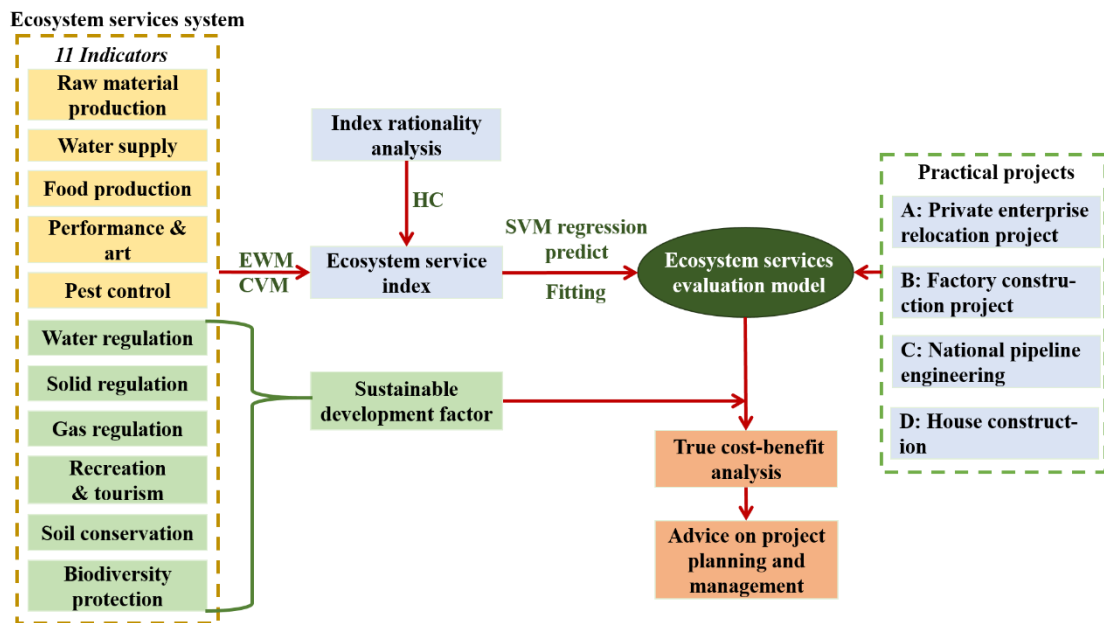 Ecosystem services system
11 Indicators
Raw material
production
Water supply
Food production
Performance &
art
Pest control
Water regulation
Solid regulation
Gas regulation
Recreation
& tourism
Soil conservation
Biodiversity
protection
EWM
CVM
Index rationality
analysis
HC
Ecosystem service
index
Sustainable
development factor
SVM regression
predict
Fitting
Ecosystem services
evaluation model
True cost-benefit
analysis
Advice on project
planning and
management
Practical projects
A: Private enterprise
relocation project
B: Factory constru-
ction project
C: National pipeline
engineering
D: House construct-
ion